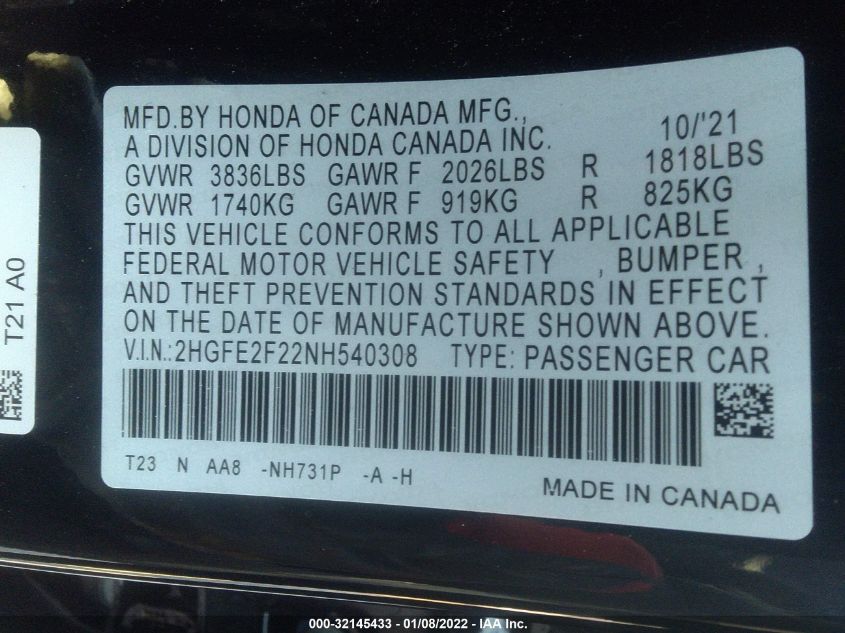 MFD.BY HONDA OF CANADA MFG.,
A DIVISION OF HONDA CANADA INC. 10/'21
GVWR 3836LBS GAWR F 2026LBS R 1818LBS
GVWR 1740KG GAWR F 919KG R 825KG
THIS VEHICLE CONFORMS TO ALL APPLICABLE
FEDERAL MOTOR VEHICLE SAFETY , BUMPER ,
AND THEFT PREVENTION STANDARDS IN EFFECT
ON THE DATE OF MANUFACTURE SHOWN ABOVE.
V.I.N.:2HGFE2F22NH540308 TYPE: PASSENGER CAR
T23 N AA8 -NH731P -A -H
MADE IN CANADA
T21 A0
000-32145433 - 01/08/2022 - IAA Inc.